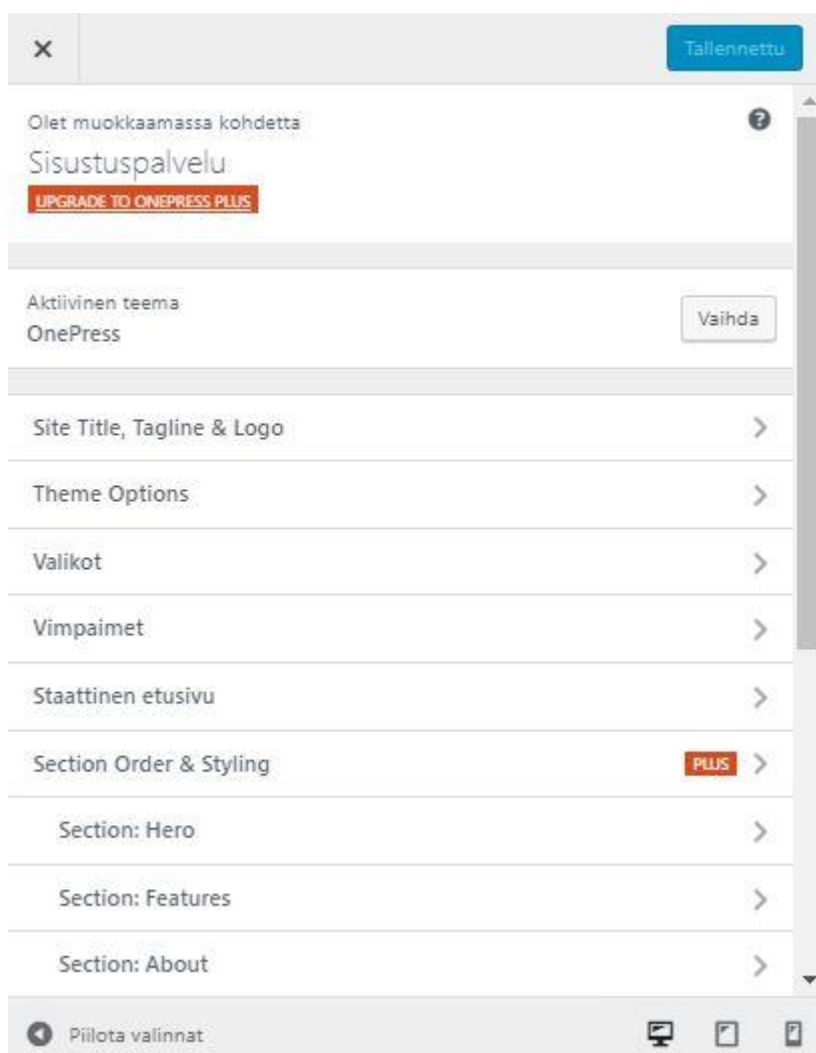 Tallennettu
Olet muokkaamassa kohdetta
Sisustuspalvelu
UPGRADE TO ONEPRESS PLUS
Aktiivinen teema
OnePress
Vaihda
Site Title, Tagline & Logo
Theme Options
Valikot
Vimpaimet
Staattinen etusivu
Section Order & Styling PLUS
Section: Hero
Section: Features
Section: About
Piilota valinnat